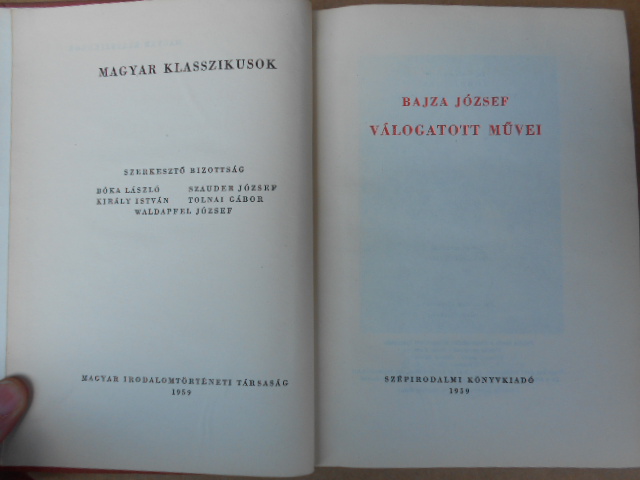 MAGYAR KLASSZIKUSOK
SZERKESZTŐ BIZOTTSÁG
BÓKA LÁSZLÓ SZAUDER JÓZSEF
KIRÁLY ISTVÁN TOLNAI GÁBOR
WALDAPFEL JÓZSEF
MAGYAR IRODALOMTÖRTÉNETI TÁRSASÁG
1959
BAJZA JÓZSEF
VÁLOGATOTT MŰVEI
SZÉPIRODALMI KÖNYVKIADÓ
1959